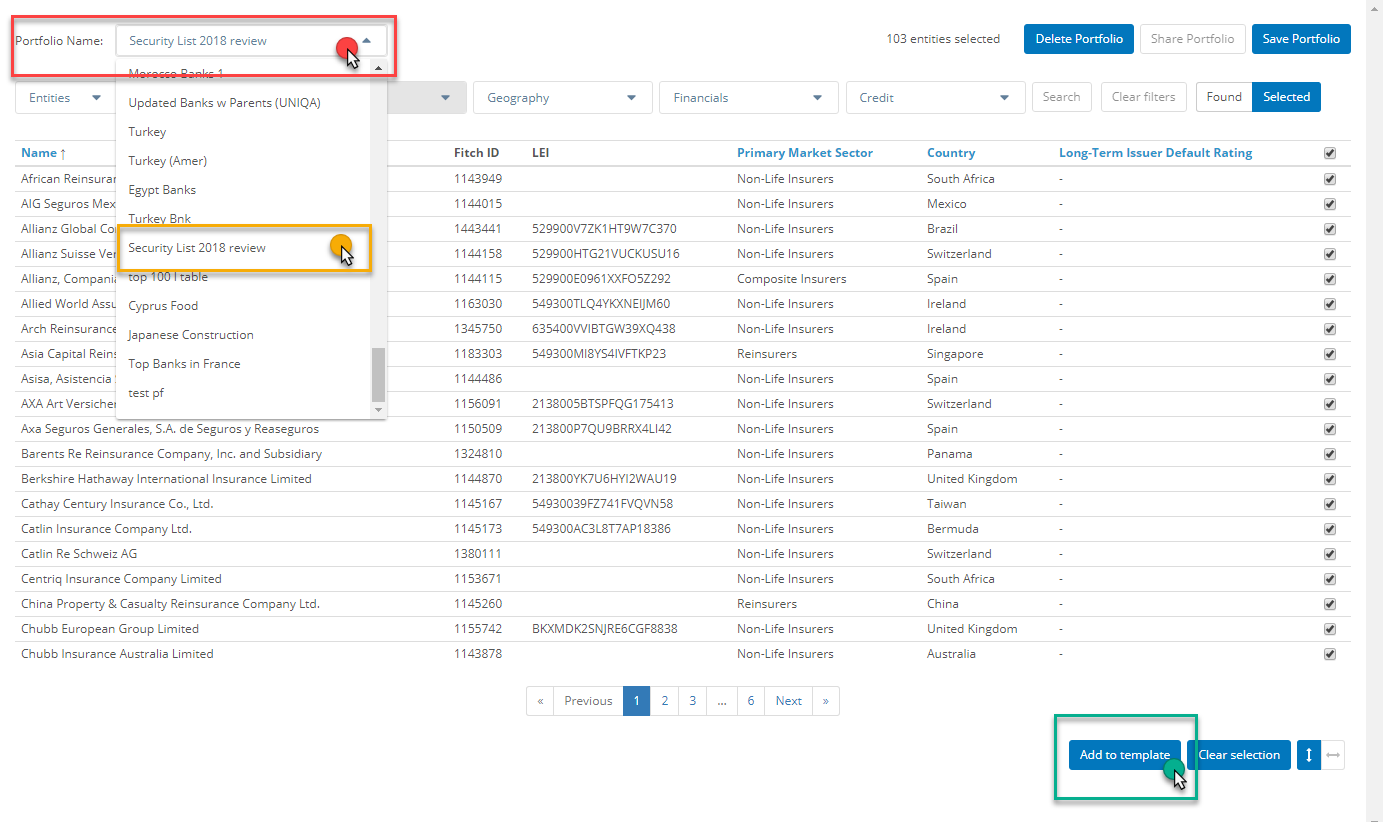 Portfolio Name: Security List 2018 review 103 entities selected Delete Portfolio Share Portfolio Save Portfolio
Morocco Banks 1
Entities Geography Financials Credit Search Clear filters Found Selected
Updated Banks w Parents (UNIQA)
Turkey
Turkey (Amer)
Egypt Banks
Turkey Bnk
Security List 2018 review
top 100 l table
Cyprus Food
Japanese Construction
Top Banks in France
test pf
Name ↑ Fitch ID LEI Primary Market Sector Country Long-Term Issuer Default Rating
African Reinsuran 1143949 Non-Life Insurers South Africa -
AIG Seguros Mex 1144015 Non-Life Insurers Mexico -
Allianz Global Co 1443441 529900V7ZK1HT9W7C370 Non-Life Insurers Brazil -
Allianz Suisse Ver 1144158 529900HTG21VUCKUSU16 Non-Life Insurers Switzerland -
Allianz, Compania 1144115 529900E0961XXFO5Z292 Composite Insurers Spain -
Allied World Assu 1163030 549300TLQ4YKXNEIJM60 Non-Life Insurers Ireland -
Arch Reinsurance 1345750 635400VVIBTGW39XQ438 Non-Life Insurers Ireland -
Asia Capital Reins 1183303 549300MI8YS4IVFTKP23 Reinsurers Singapore -
Asisa, Asistencia 1144486 Non-Life Insurers Spain -
AXA Art Versicher 1156091 2138005BTSPFQG175413 Non-Life Insurers Switzerland -
Axa Seguros Generales, S.A. de Seguros y Reaseguros 1150509 213800P7QU9BRRX4LI42 Non-Life Insurers Spain -
Barents Re Reinsurance Company, Inc. and Subsidiary 1324810 Non-Life Insurers Panama -
Berkshire Hathaway International Insurance Limited 1144870 213800YK7U6HYI2WAU19 Non-Life Insurers United Kingdom -
Cathay Century Insurance Co., Ltd. 1145167 54930039FZ741FVQVN58 Non-Life Insurers Taiwan -
Catlin Insurance Company Ltd. 1145173 549300AC3L8T7AP18386 Non-Life Insurers Bermuda -
Catlin Re Schweiz AG 1380111 Non-Life Insurers Switzerland -
Centriq Insurance Company Limited 1153671 Non-Life Insurers South Africa -
China Property & Casualty Reinsurance Company Ltd. 1145260 Reinsurers China -
Chubb European Group Limited 1155742 BKXMDK2SNJRE6CGF8838 Non-Life Insurers United Kingdom -
Chubb Insurance Australia Limited 1143878 Non-Life Insurers Australia -
« Previous 1 2 3 ... 6 Next »
Add to template Clear selection